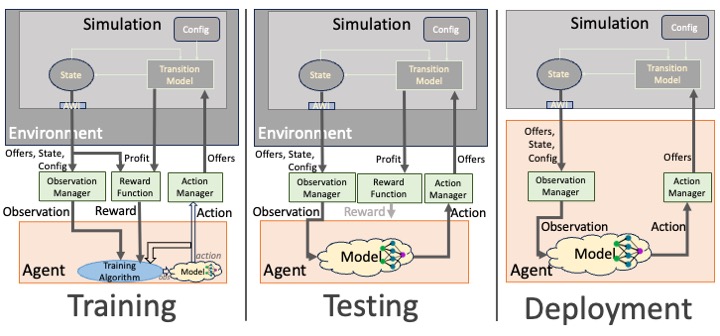 Simulation
Config
State
Transition
Model
AWI
Environment
Offers, State,
Config
Profit
Offers
Observation
Manager
Reward
Function
Action
Manager
Observation
Reward
Action
action
Agent
Training
Algorithm
Model
Training
Simulation
Config
State
Transition
Model
AWI
Environment
Offers, State,
Config
Profit
Offers
Observation
Manager
Reward
Function
Action
Manager
Observation
Reward
Action
Model
Agent
Testing
Simulation
Config
State
Transition
Model
AWI
Offers,
State,
Config
Offers
Observation
Manager
Action
Manager
Observation
Action
Model
Agent
Deployment